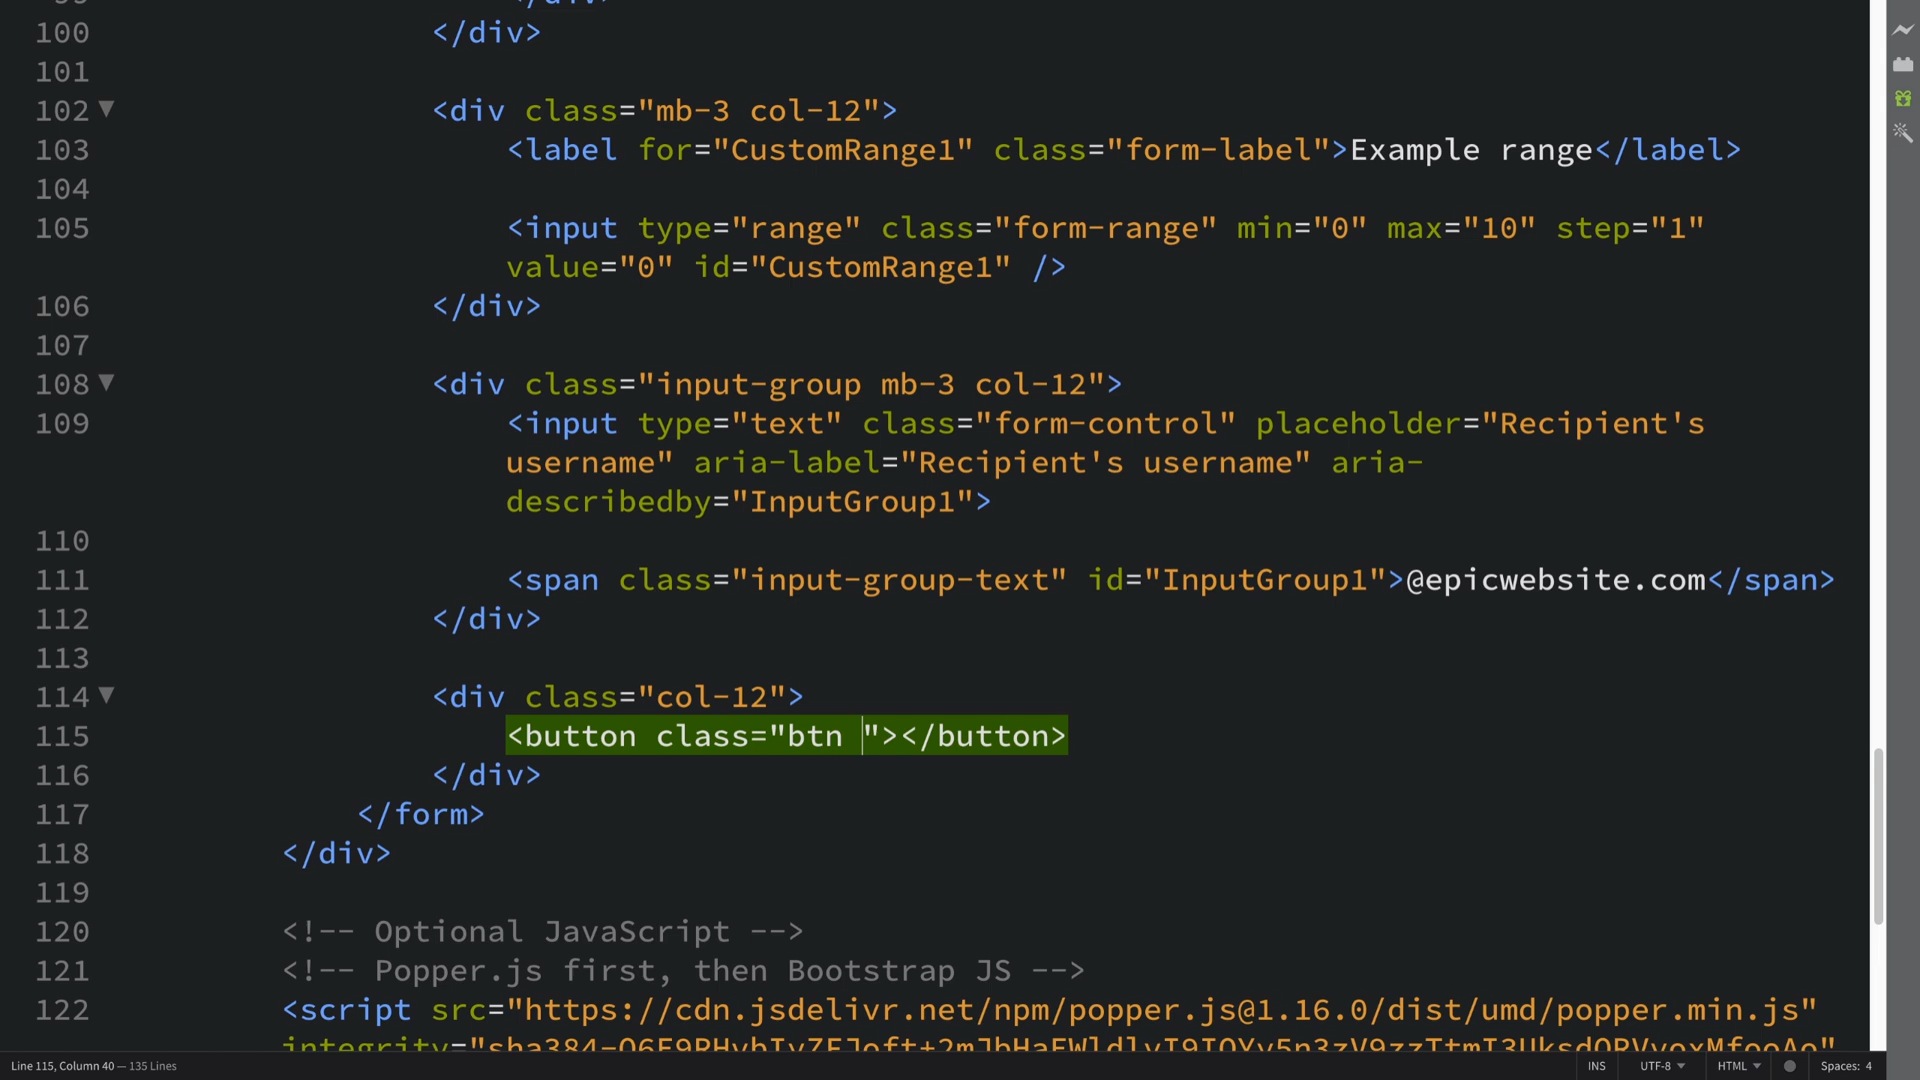 100 </div>
101
102 <div class="mb-3 col-12">
103 <label for="CustomRange1" class="form-label">Example range</label>
104
105 <input type="range" class="form-range" min="0" max="10" step="1"
value="0" id="CustomRange1" />
106 </div>
107
108 <div class="input-group mb-3 col-12">
109 <input type="text" class="form-control" placeholder="Recipient's
username" aria-label="Recipient's username" aria-
describedby="InputGroup1">
110
111 <span class="input-group-text" id="InputGroup1">@epicwebsite.com</span>
112 </div>
113
114 <div class="col-12">
115 <button class="btn "></button>
116 </div>
117 </form>
118 </div>
119
120 <!-- Optional JavaScript -->
121 <!-- Popper.js first, then Bootstrap JS -->
122 <script src="https://cdn.jsdelivr.net/npm/popper.js@1.16.0/dist/umd/popper.min.js"
Line 115, Column 40 — 135 Lines INS UTF-8 HTML Spaces: 4